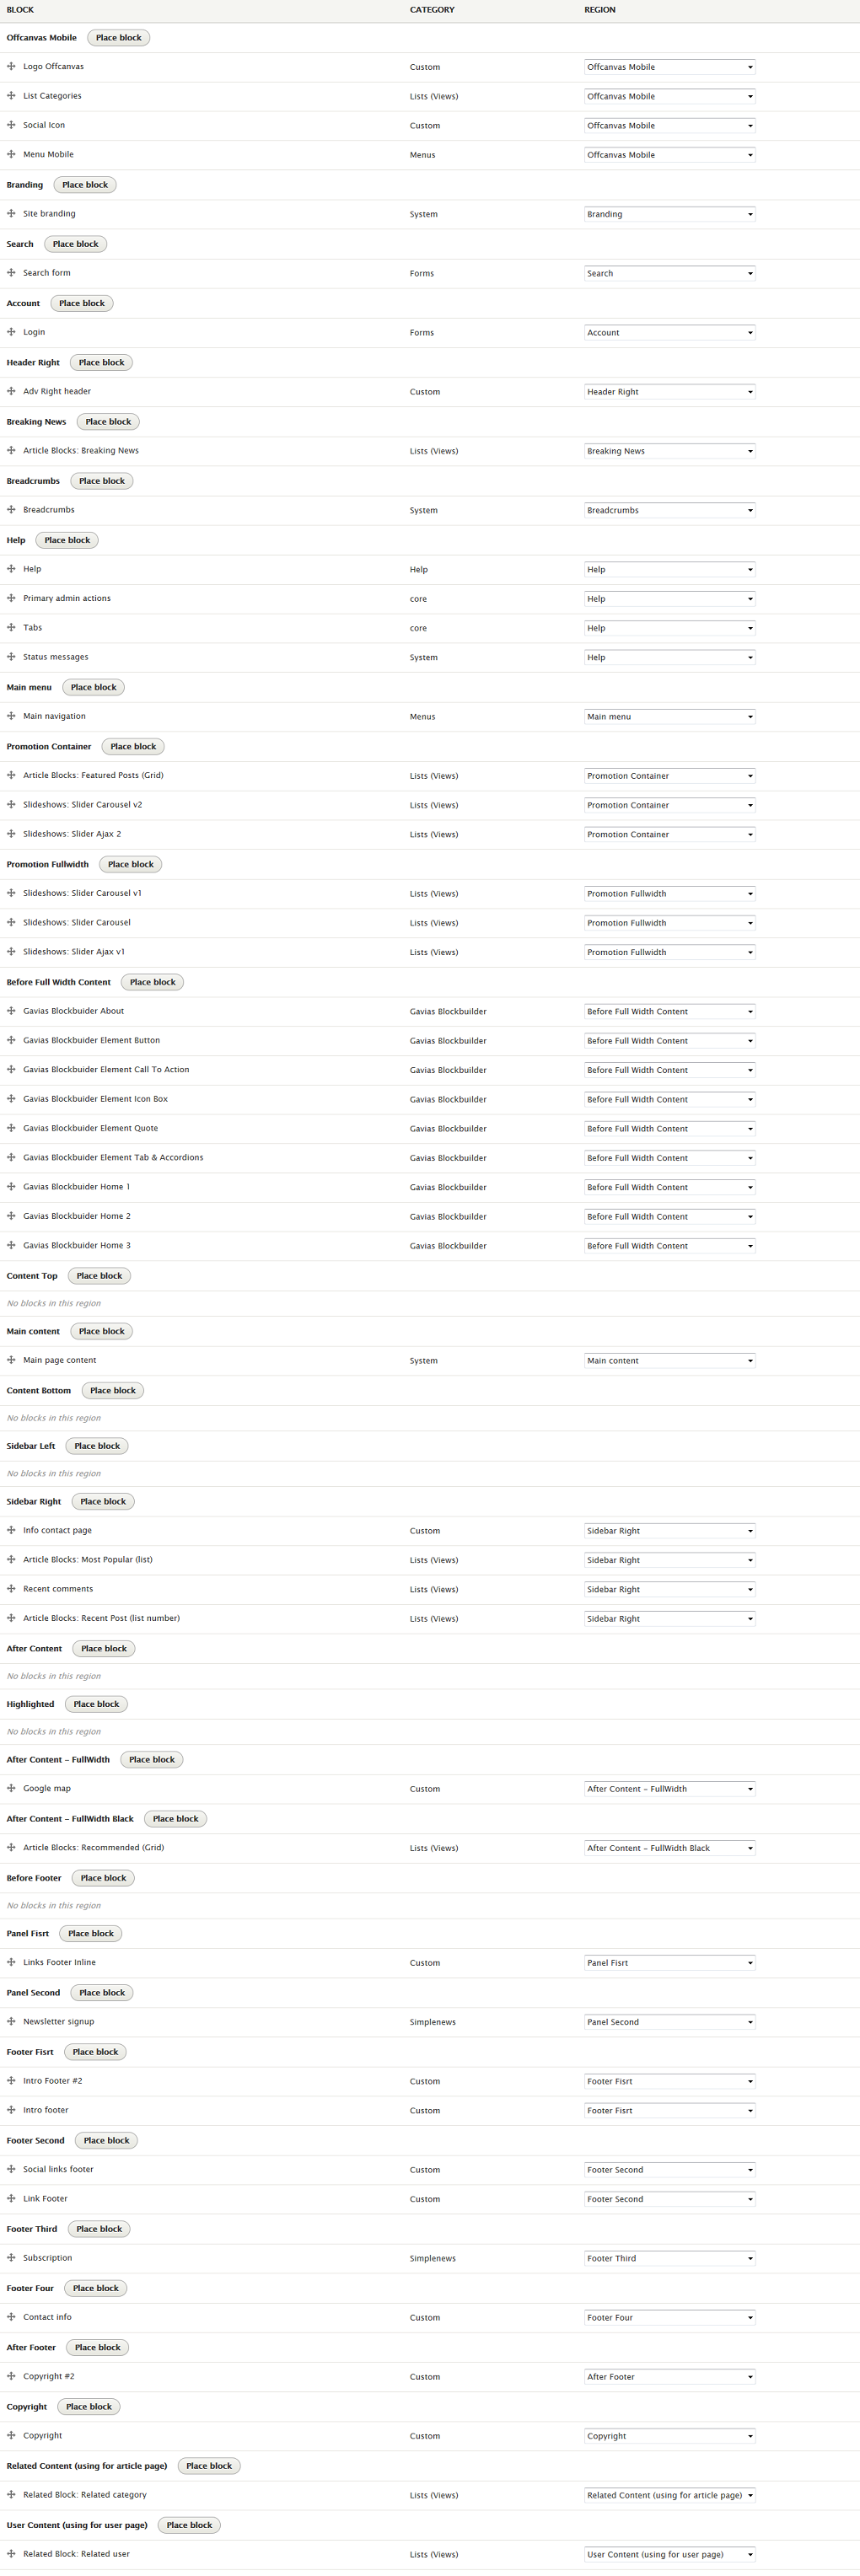 BLOCK CATEGORY REGION
Offcanvas Mobile Place block
Logo Offcanvas Custom Offcanvas Mobile
List Categories Lists (Views) Offcanvas Mobile
Social Icon Custom Offcanvas Mobile
Menu Mobile Menus Offcanvas Mobile
Branding Place block
Site branding System Branding
Search Place block
Search form Forms Search
Account Place block
Login Forms Account
Header Right Place block
Adv Right header Custom Header Right
Breaking News Place block
Article Blocks: Breaking News Lists (Views) Breaking News
Breadcrumbs Place block
Breadcrumbs System Breadcrumbs
Help Place block
Help Help Help
Primary admin actions core Help
Tabs core Help
Status messages System Help
Main menu Place block
Main navigation Menus Main menu
Promotion Container Place block
Article Blocks: Featured Posts (Grid) Lists (Views) Promotion Container
Slideshows: Slider Carousel v2 Lists (Views) Promotion Container
Slideshows: Slider Ajax 2 Lists (Views) Promotion Container
Promotion Fullwidth Place block
Slideshows: Slider Carousel v1 Lists (Views) Promotion Fullwidth
Slideshows: Slider Carousel Lists (Views) Promotion Fullwidth
Slideshows: Slider Ajax v1 Lists (Views) Promotion Fullwidth
Before Full Width Content Place block
Gavias Blockbuider About Gavias Blockbuilder Before Full Width Content
Gavias Blockbuider Element Button Gavias Blockbuilder Before Full Width Content
Gavias Blockbuider Element Call To Action Gavias Blockbuilder Before Full Width Content
Gavias Blockbuider Element Icon Box Gavias Blockbuilder Before Full Width Content
Gavias Blockbuider Element Quote Gavias Blockbuilder Before Full Width Content
Gavias Blockbuider Element Tab & Accordions Gavias Blockbuilder Before Full Width Content
Gavias Blockbuider Home 1 Gavias Blockbuilder Before Full Width Content
Gavias Blockbuider Home 2 Gavias Blockbuilder Before Full Width Content
Gavias Blockbuider Home 3 Gavias Blockbuilder Before Full Width Content
Content Top Place block
No blocks in this region
Main content Place block
Main page content System Main content
Content Bottom Place block
No blocks in this region
Sidebar Left Place block
No blocks in this region
Sidebar Right Place block
Info contact page Custom Sidebar Right
Article Blocks: Most Popular (list) Lists (Views) Sidebar Right
Recent comments Lists (Views) Sidebar Right
Article Blocks: Recent Post (list number) Lists (Views) Sidebar Right
After Content Place block
No blocks in this region
Highlighted Place block
No blocks in this region
After Content – FullWidth Place block
Google map Custom After Content – FullWidth
After Content – FullWidth Black Place block
Article Blocks: Recommended (Grid) Lists (Views) After Content – FullWidth Black
Before Footer Place block
No blocks in this region
Panel Fisrt Place block
Links Footer Inline Custom Panel Fisrt
Panel Second Place block
Newsletter signup Simplenews Panel Second
Footer Fisrt Place block
Intro Footer #2 Custom Footer Fisrt
Intro footer Custom Footer Fisrt
Footer Second Place block
Social links footer Custom Footer Second
Link Footer Custom Footer Second
Footer Third Place block
Subscription Simplenews Footer Third
Footer Four Place block
Contact info Custom Footer Four
After Footer Place block
Copyright #2 Custom After Footer
Copyright Place block
Copyright Custom Copyright
Related Content (using for article page) Place block
Related Block: Related category Lists (Views) Related Content (using for article page)
User Content (using for user page) Place block
Related Block: Related user Lists (Views) User Content (using for user page)